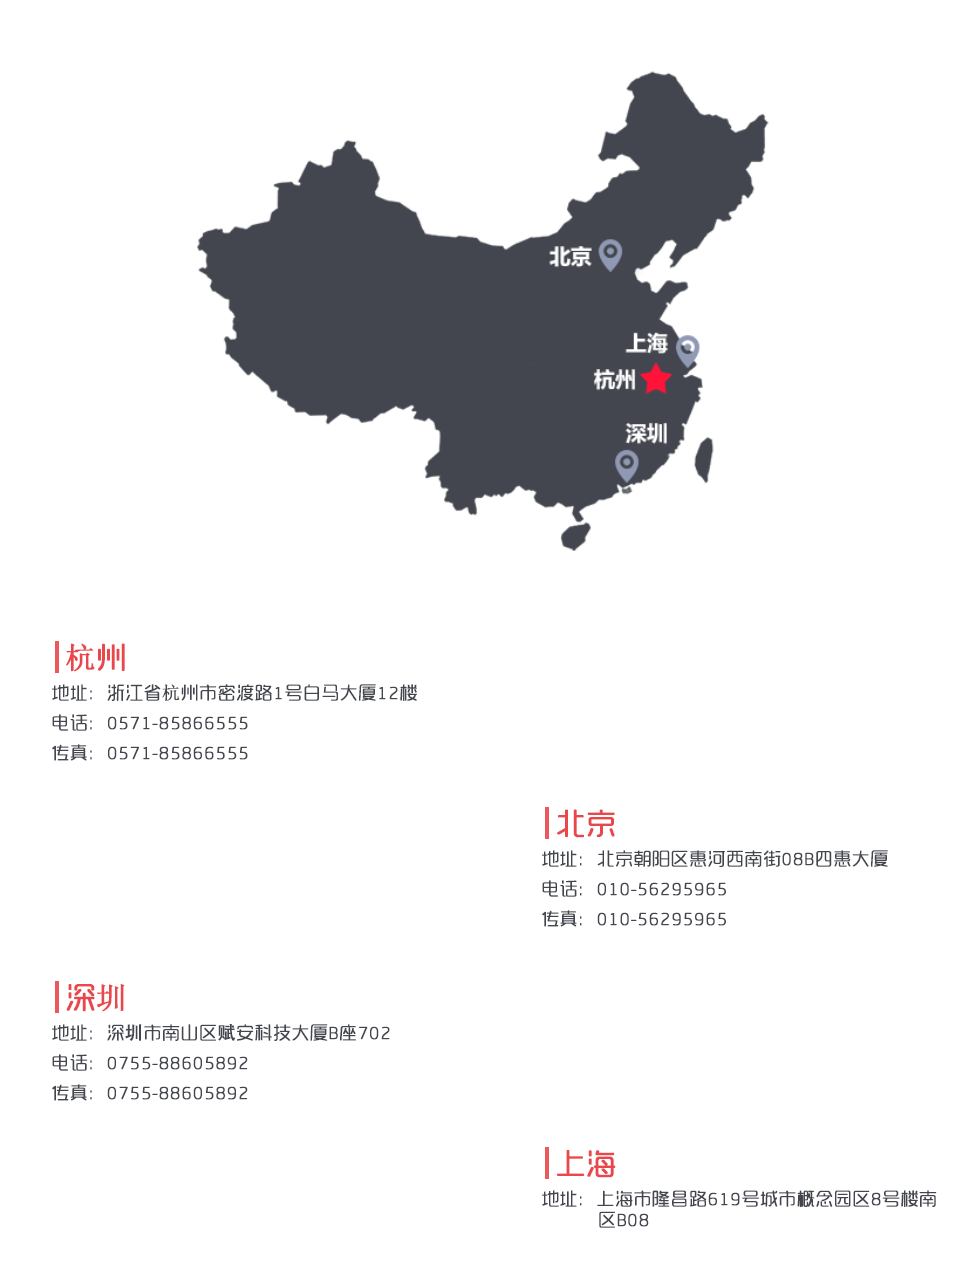 北京
上海
杭州
深圳
杭州
地址：浙江省杭州市密渡路1号白马大厦12楼
电话：0571-85866555
传真：0571-85866555
北京
地址：北京朝阳区惠河西南街08B四惠大厦
电话：010-56295965
传真：010-56295965
深圳
地址：深圳市南山区赋安科技大厦B座702
电话：0755-88605892
传真：0755-88605892
上海
地址：上海市隆昌路619号城市概念园区8号楼南
区B08